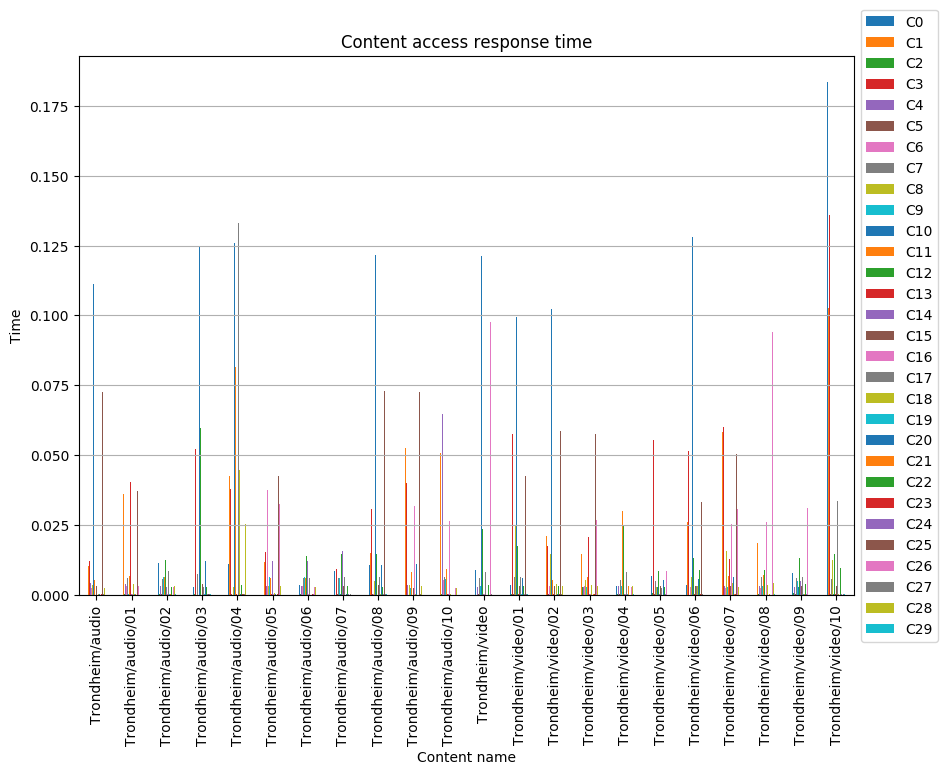 Content access response time
Time
0.175
0.150
0.125
0.100
0.075
0.050
0.025
0.000
Trondheim/audio
Trondheim/audio/01
Trondheim/audio/02
Trondheim/audio/03
Trondheim/audio/04
Trondheim/audio/05
Trondheim/audio/06
Trondheim/audio/07
Trondheim/audio/08
Trondheim/audio/09
Trondheim/audio/10
Trondheim/video
Trondheim/video/01
Trondheim/video/02
Trondheim/video/03
Trondheim/video/04
Trondheim/video/05
Trondheim/video/06
Trondheim/video/07
Trondheim/video/08
Trondheim/video/09
Trondheim/video/10
Content name
C0
C1
C2
C3
C4
C5
C6
C7
C8
C9
C10
C11
C12
C13
C14
C15
C16
C17
C18
C19
C20
C21
C22
C23
C24
C25
C26
C27
C28
C29